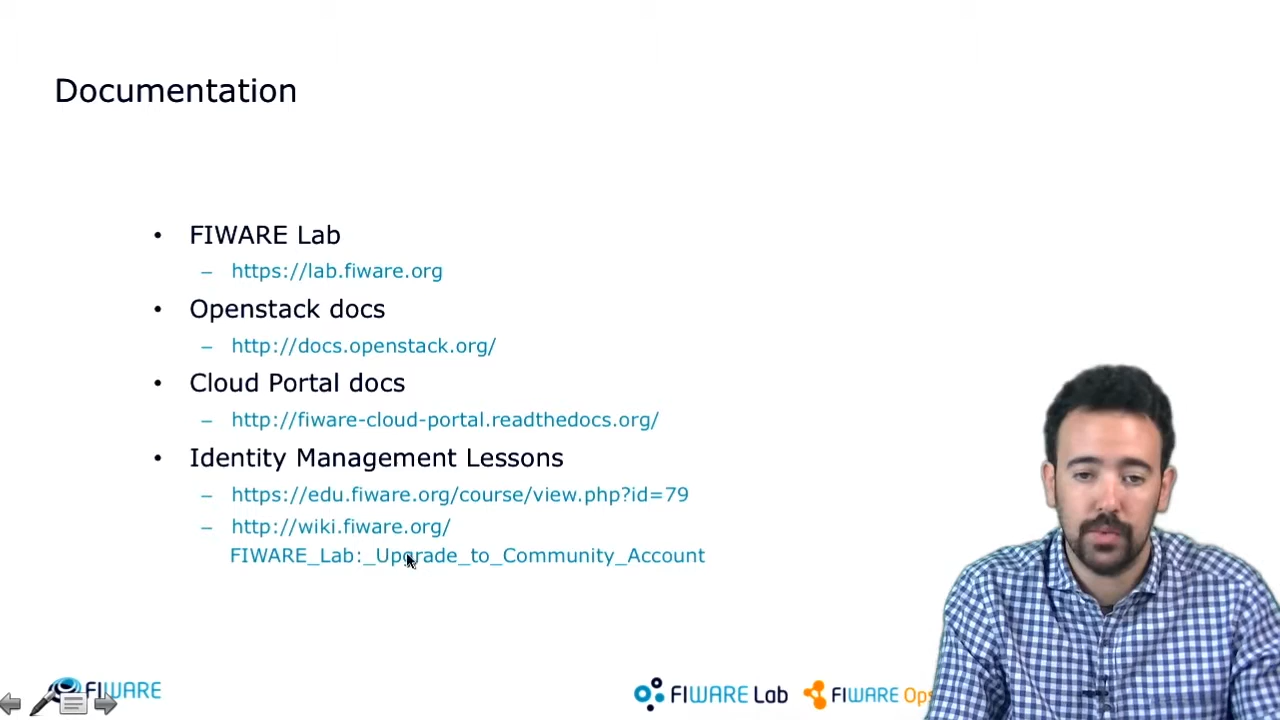 Documentation
• FIWARE Lab
– https://lab.fiware.org
• Openstack docs
– http://docs.openstack.org/
• Cloud Portal docs
– http://fiware-cloud-portal.readthedocs.org/
• Identity Management Lessons
– https://edu.fiware.org/course/view.php?id=79
– http://wiki.fiware.org/
FIWARE_Lab:_Upgrade_to_Community_Account
FIWARE
FIWARE Lab
FIWARE Ops